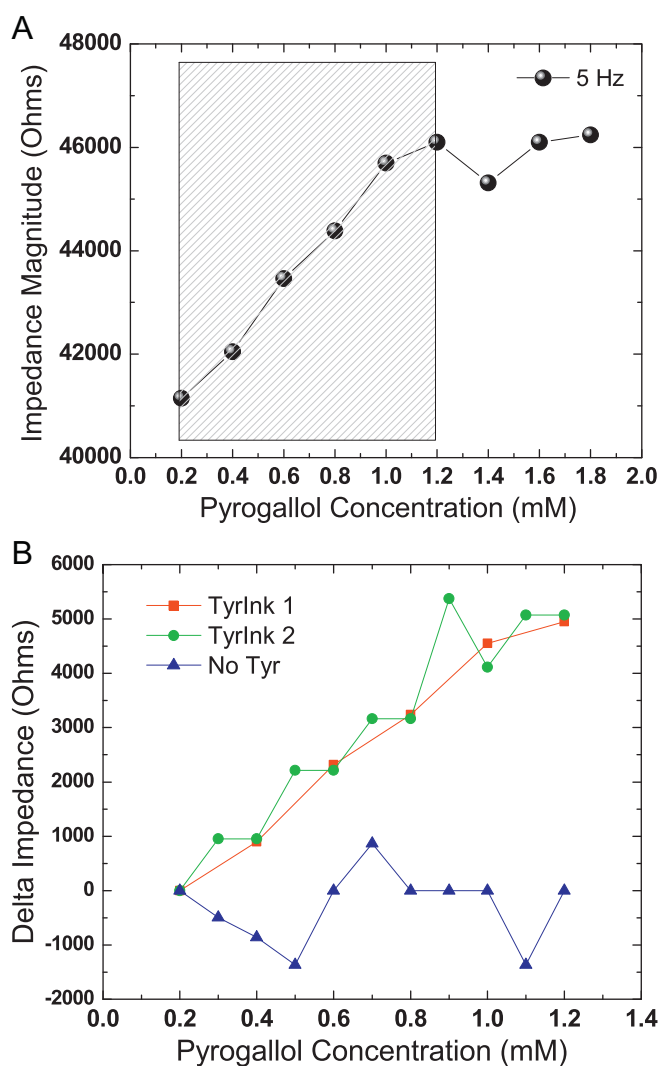 A
48000
46000
44000
42000
40000
Impedance Magnitude (Ohms)
5 Hz
0.0 0.2 0.4 0.6 0.8 1.0 1.2 1.4 1.6 1.8 2.0
Pyrogallol Concentration (mM)
B
6000
5000
4000
3000
2000
1000
0
-1000
-2000
Delta Impedance (Ohms)
TyrInk 1
TyrInk 2
No Tyr
0.0 0.2 0.4 0.6 0.8 1.0 1.2 1.4
Pyrogallol Concentration (mM)